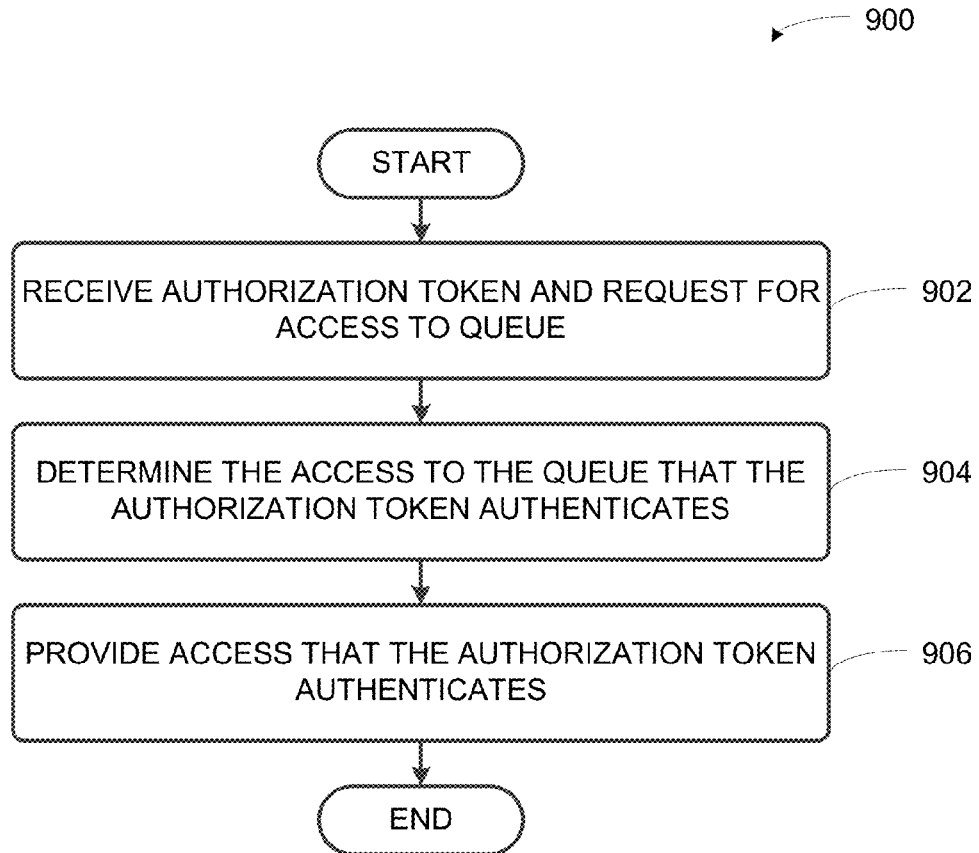 900
START
RECEIVE AUTHORIZATION TOKEN AND REQUEST FOR
ACCESS TO QUEUE
902
DETERMINE THE ACCESS TO THE QUEUE THAT THE
AUTHORIZATION TOKEN AUTHENTICATES
904
PROVIDE ACCESS THAT THE AUTHORIZATION TOKEN
AUTHENTICATES
906
END